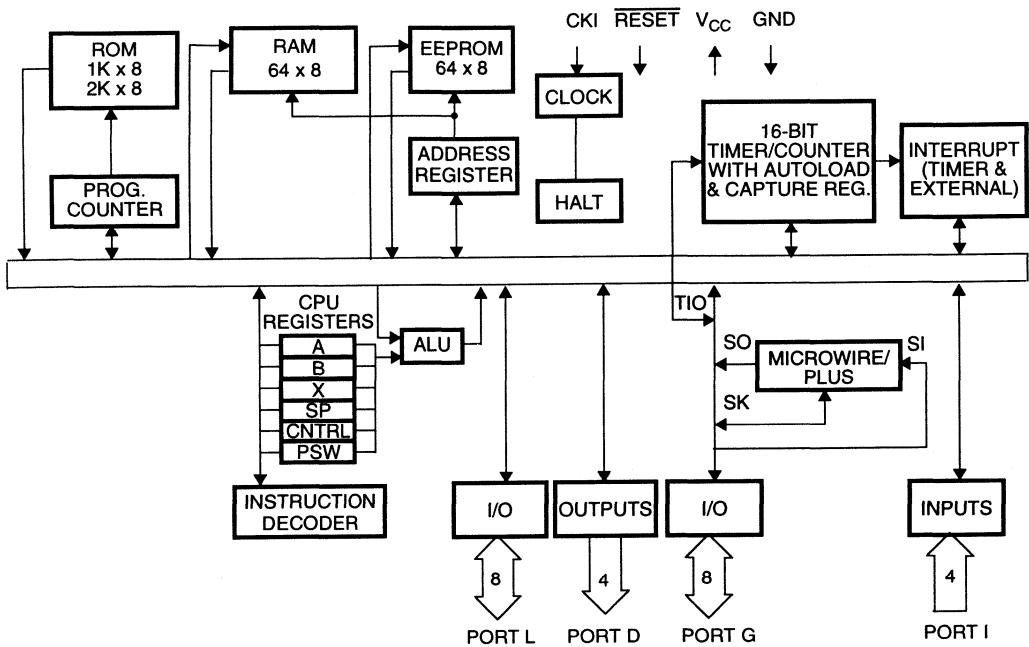 CKI RESET VCC GND
ROM
1K x 8
2K x 8
RAM
64 x 8
EEPROM
64 x 8
CLOCK
ADDRESS
REGISTER
PROG.
COUNTER
HALT
16-BIT
TIMER/COUNTER
WITH AUTOLOAD
& CAPTURE REG.
INTERRUPT
(TIMER &
EXTERNAL)
CPU
REGISTERS
A
B
X
SP
CNTRL
PSW
ALU
TIO
SO
SI
MICROWIRE/
PLUS
SK
INSTRUCTION
DECODER
I/O
OUTPUTS
I/O
INPUTS
8
4
8
4
PORT L
PORT D
PORT G
PORT I